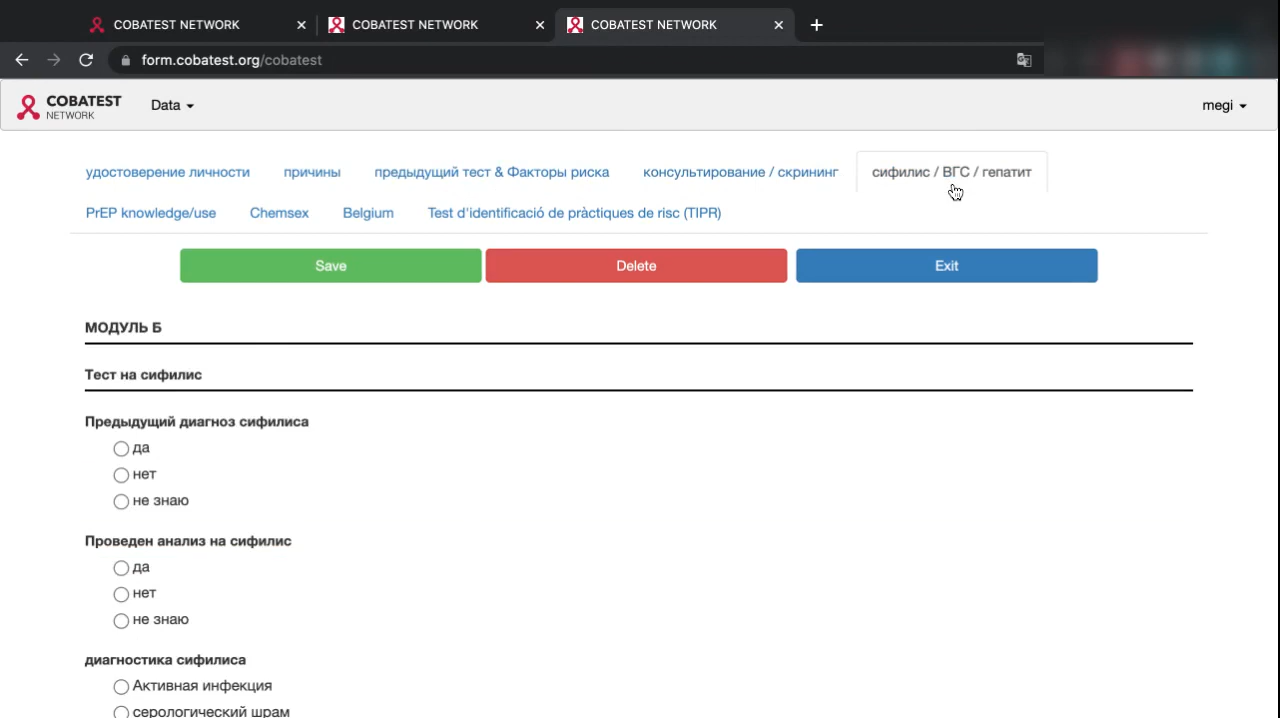 COBATEST NETWORK
COBATEST NETWORK
COBATEST NETWORK
form.cobatest.org/cobatest
COBATEST
NETWORK
Data
megi
удостоверение личности
причины
предыдущий тест & Факторы риска
консультирование / скрининг
сифилис / ВГС / гепатит
PrEP knowledge/use
Chemsex
Belgium
Test d'identificació de pràctiques de risc (TIPR)
Save
Delete
Exit
МОДУЛЬ Б
Тест на сифилис
Предыдущий диагноз сифилиса
да
нет
не знаю
Проведен анализ на сифилис
да
нет
не знаю
диагностика сифилиса
Активная инфекция
серологический шрам